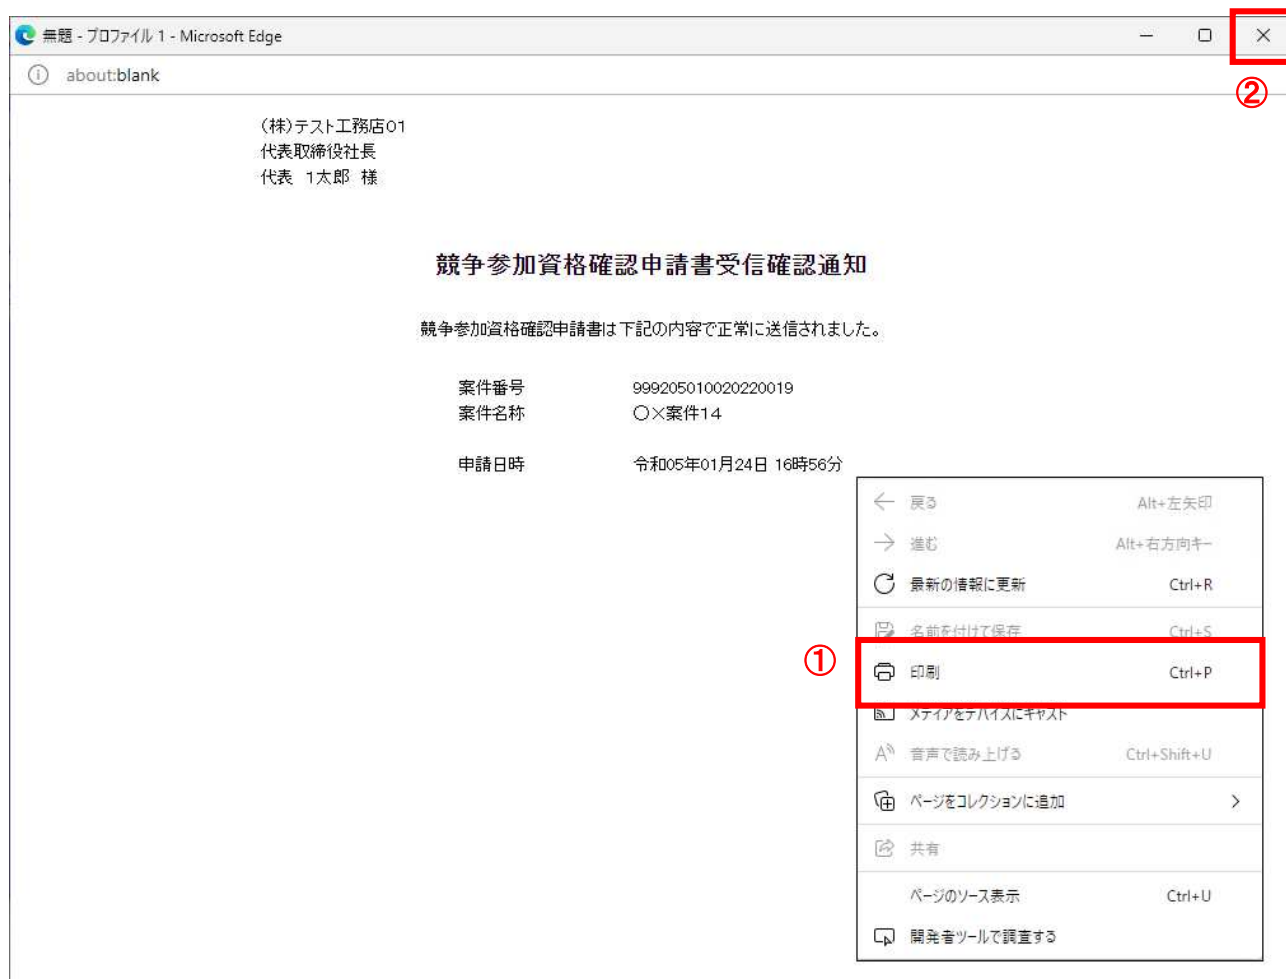 無題 - プロファイル 1 - Microsoft Edge
about:blank
②
(株)テスト工務店01
代表取締役社長
代表 1太郎 様
競争参加資格確認申請書受信確認通知
競争参加資格確認申請書は下記の内容で正常に送信されました。
案件番号 999205010020220019
案件名称 〇×案件14
申請日時 令和05年01月24日 16時56分
戻る Alt+左矢印
進む Alt+右方向キー
最新の情報に更新 Ctrl+R
名前を付けて保存 Ctrl+S
①
印刷 Ctrl+P
メディアをデバイスにキャスト
音声で読み上げる Ctrl+Shift+U
ページをコレクションに追加
共有
ページのソース表示 Ctrl+U
開発者ツールで調査する